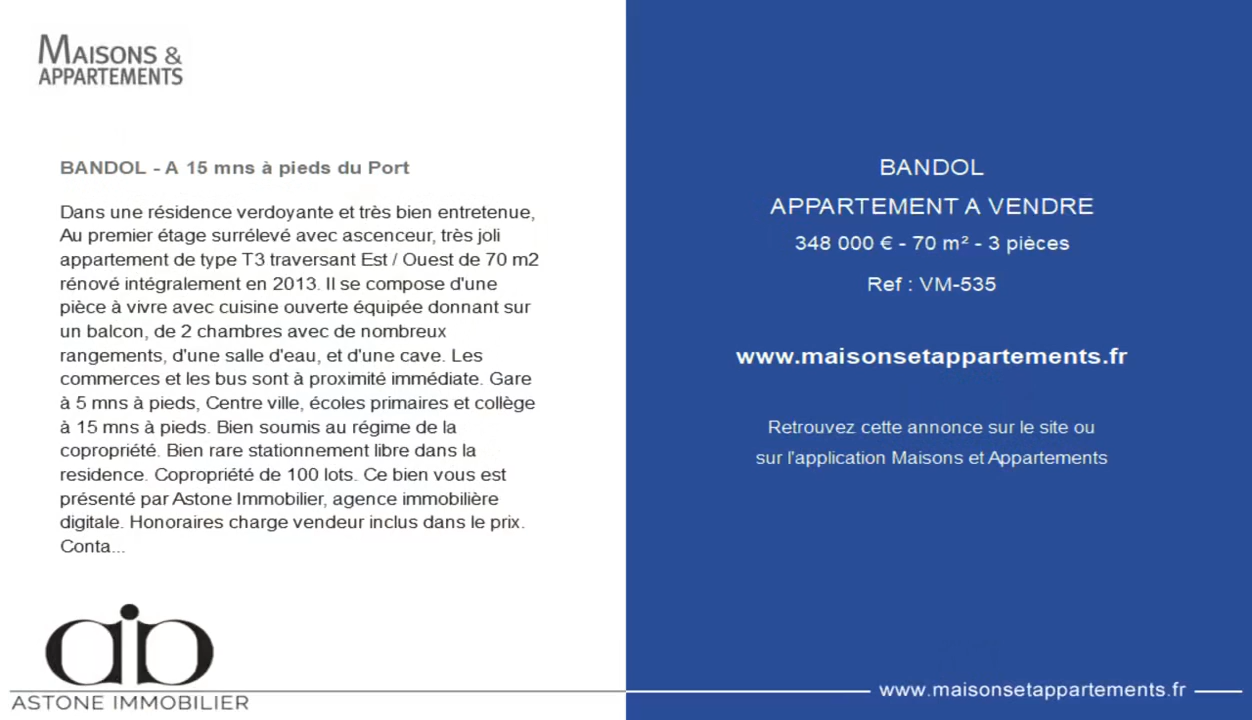 MAISONS &
APPARTEMENTS
BANDOL - A 15 mns à pieds du Port
Dans une résidence verdoyante et très bien entretenue,
Au premier étage surrélevé avec ascenceur, très joli
appartement de type T3 traversant Est / Ouest de 70 m2
rénové intégralement en 2013. Il se compose d'une
pièce à vivre avec cuisine ouverte équipée donnant sur
un balcon, de 2 chambres avec de nombreux
rangements, d'une salle d'eau, et d'une cave. Les
commerces et les bus sont à proximité immédiate. Gare
à 5 mns à pieds, Centre ville, écoles primaires et collège
à 15 mns à pieds. Bien soumis au régime de la
copropriété. Bien rare stationnement libre dans la
residence. Copropriété de 100 lots. Ce bien vous est
présenté par Astone Immobilier, agence immobilière
digitale. Honoraires charge vendeur inclus dans le prix.
Conta...
ASTONE IMMOBILIER
BANDOL
APPARTEMENT A VENDRE
348 000 € - 70 m² - 3 pièces
Ref : VM-535
www.maisonsetappartements.fr
Retrouvez cette annonce sur le site ou
sur l'application Maisons et Appartements
www.maisonsetappartements.fr